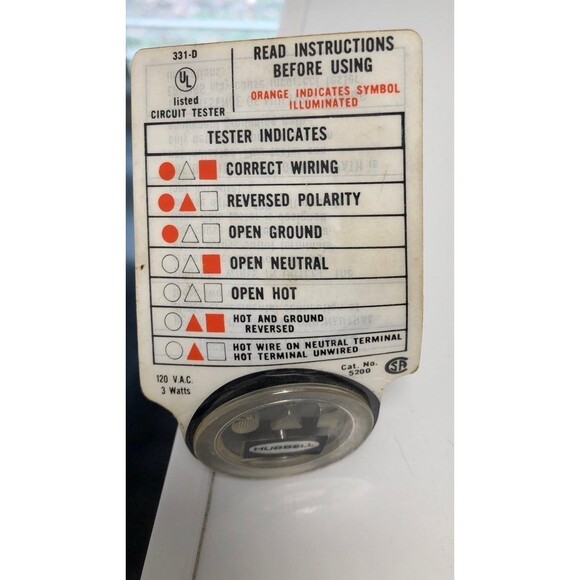 331-D
UL
listed
CIRCUIT TESTER
READ INSTRUCTIONS
BEFORE USING
ORANGE INDICATES SYMBOL
ILLUMINATED
TESTER INDICATES
CORRECT WIRING
REVERSED POLARITY
OPEN GROUND
OPEN NEUTRAL
OPEN HOT
HOT AND GROUND
REVERSED
HOT WIRE ON NEUTRAL TERMINAL
HOT TERMINAL UNWIRED
120 V.A.C.
3 Watts
Cat. No.
5200
SA
HUBBELL